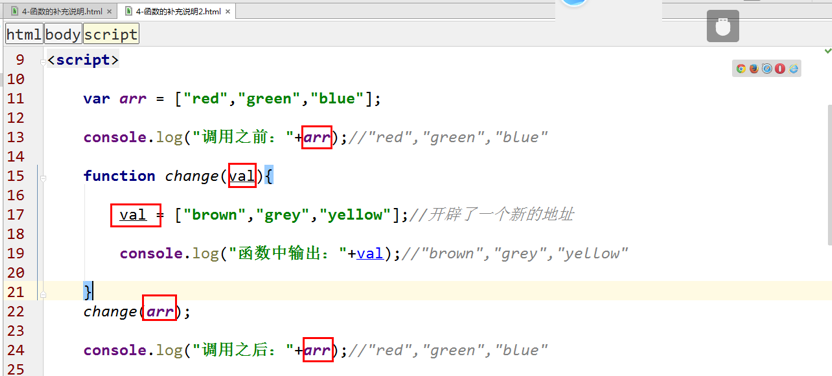 4-函数的补充说明.html × 4-函数的补充说明2.html ×
html body script
9 <script>
10
11 var arr = ["red","green","blue"];
12
13 console.log("调用之前："+arr);//"red","green","blue"
14
15 function change(val){
16
17 val = ["brown","grey","yellow"];//开辟了一个新的地址
18
19 console.log("函数中输出："+val);//"brown","grey","yellow"
20
21 }
22 change(arr);
23
24 console.log("调用之后："+arr);//"red","green","blue"
25